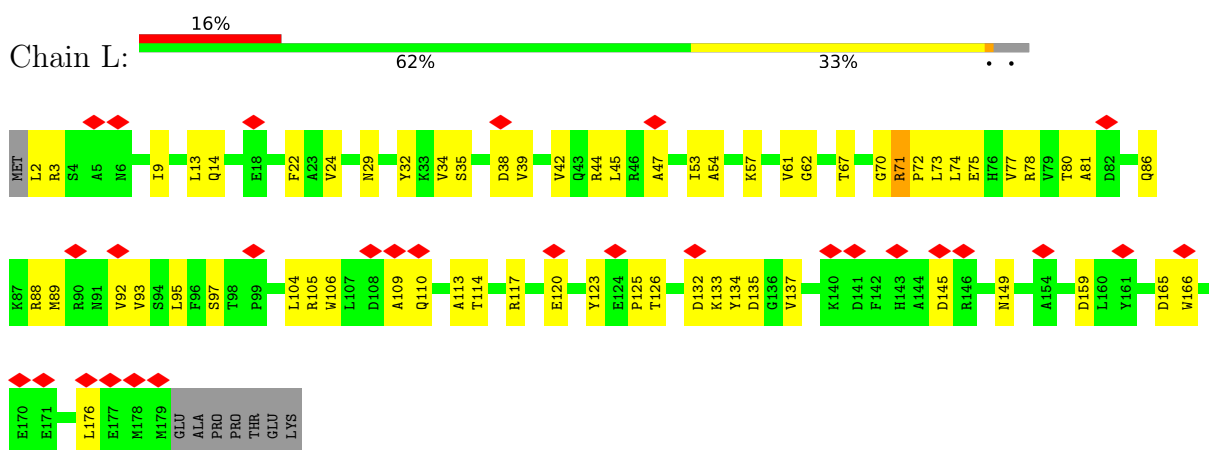 16%
Chain L:
62% 33% • •
MET L2 R3 S4 A5 N6 I9 L13 Q14 E18 F22 A23 V24 N29 Y32 K33 V34 S35 D38 V39 V42 Q43 R44 L45 R46 A47 I53 A54 K57 V61 G62 T67 G70 R71 P72 L73 L74 E75 H76 V77 R78 V79 T80 A81 D82 Q86
K87 R88 M89 R90 N91 V92 V93 S94 L95 F96 S97 T98 P99 L104 R105 W106 L107 D108 A109 Q110 A113 T114 R117 E120 Y123 E124 P125 T126 D132 K133 Y134 D135 G136 V137 K140 D141 F142 H143 A144 D145 R146 N149 A154 D159 L160 Y161 D165 W166
E170 E171 L176 E177 M178 M179 GLU ALA PRO PRO THR GLU LYS